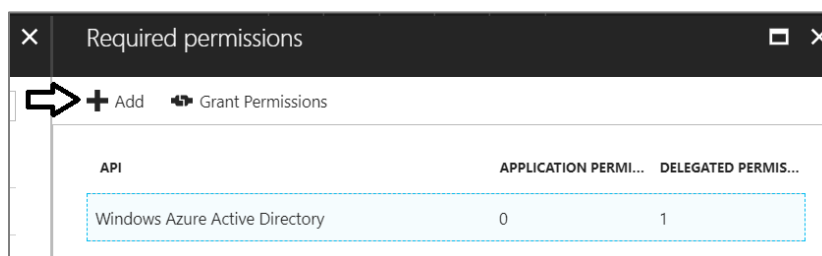 Required permissions
Add Grant Permissions
API APPLICATION PERMI... DELEGATED PERMIS...
Windows Azure Active Directory 0 1